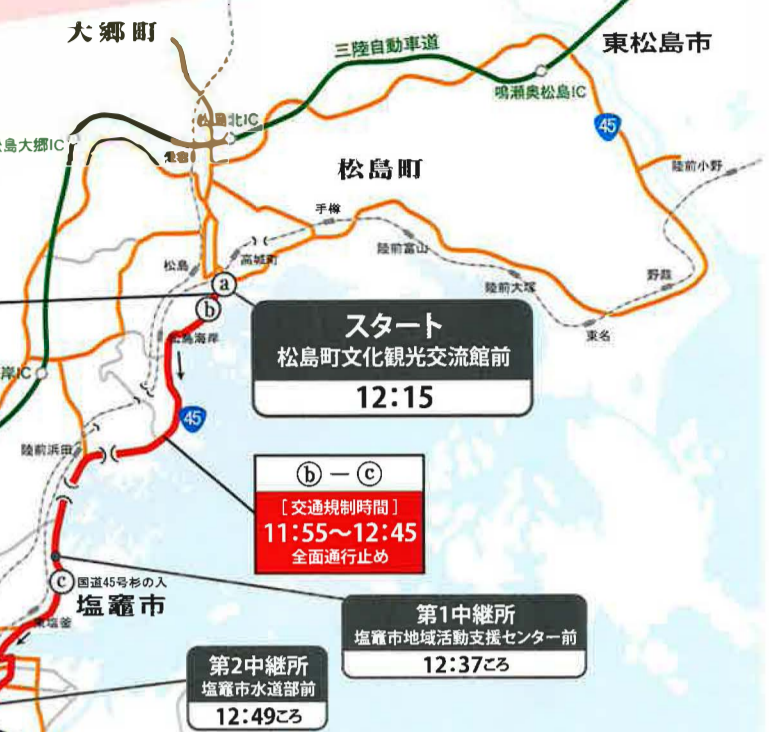 大郷町
三陸自動車道
東松島市
鳴瀬奥松島IC
北IC
島大郷IC
45
松島町
陸前小野
手樽
陸前富山
高城町
松島
陸前大塚
野蒜
東名
a
b
スタート
松島町文化観光交流館前
12:15
島海岸
岸IC
45
陸前浜田
b ― c
[交通規制時間]
11:55〜12:45
全面通行止め
c
国道45号杉の入
塩竈市
第1中継所
塩竈市地域活動支援センター前
12:37ころ
塩釜
第2中継所
塩竈市水道部前
12:49ころ